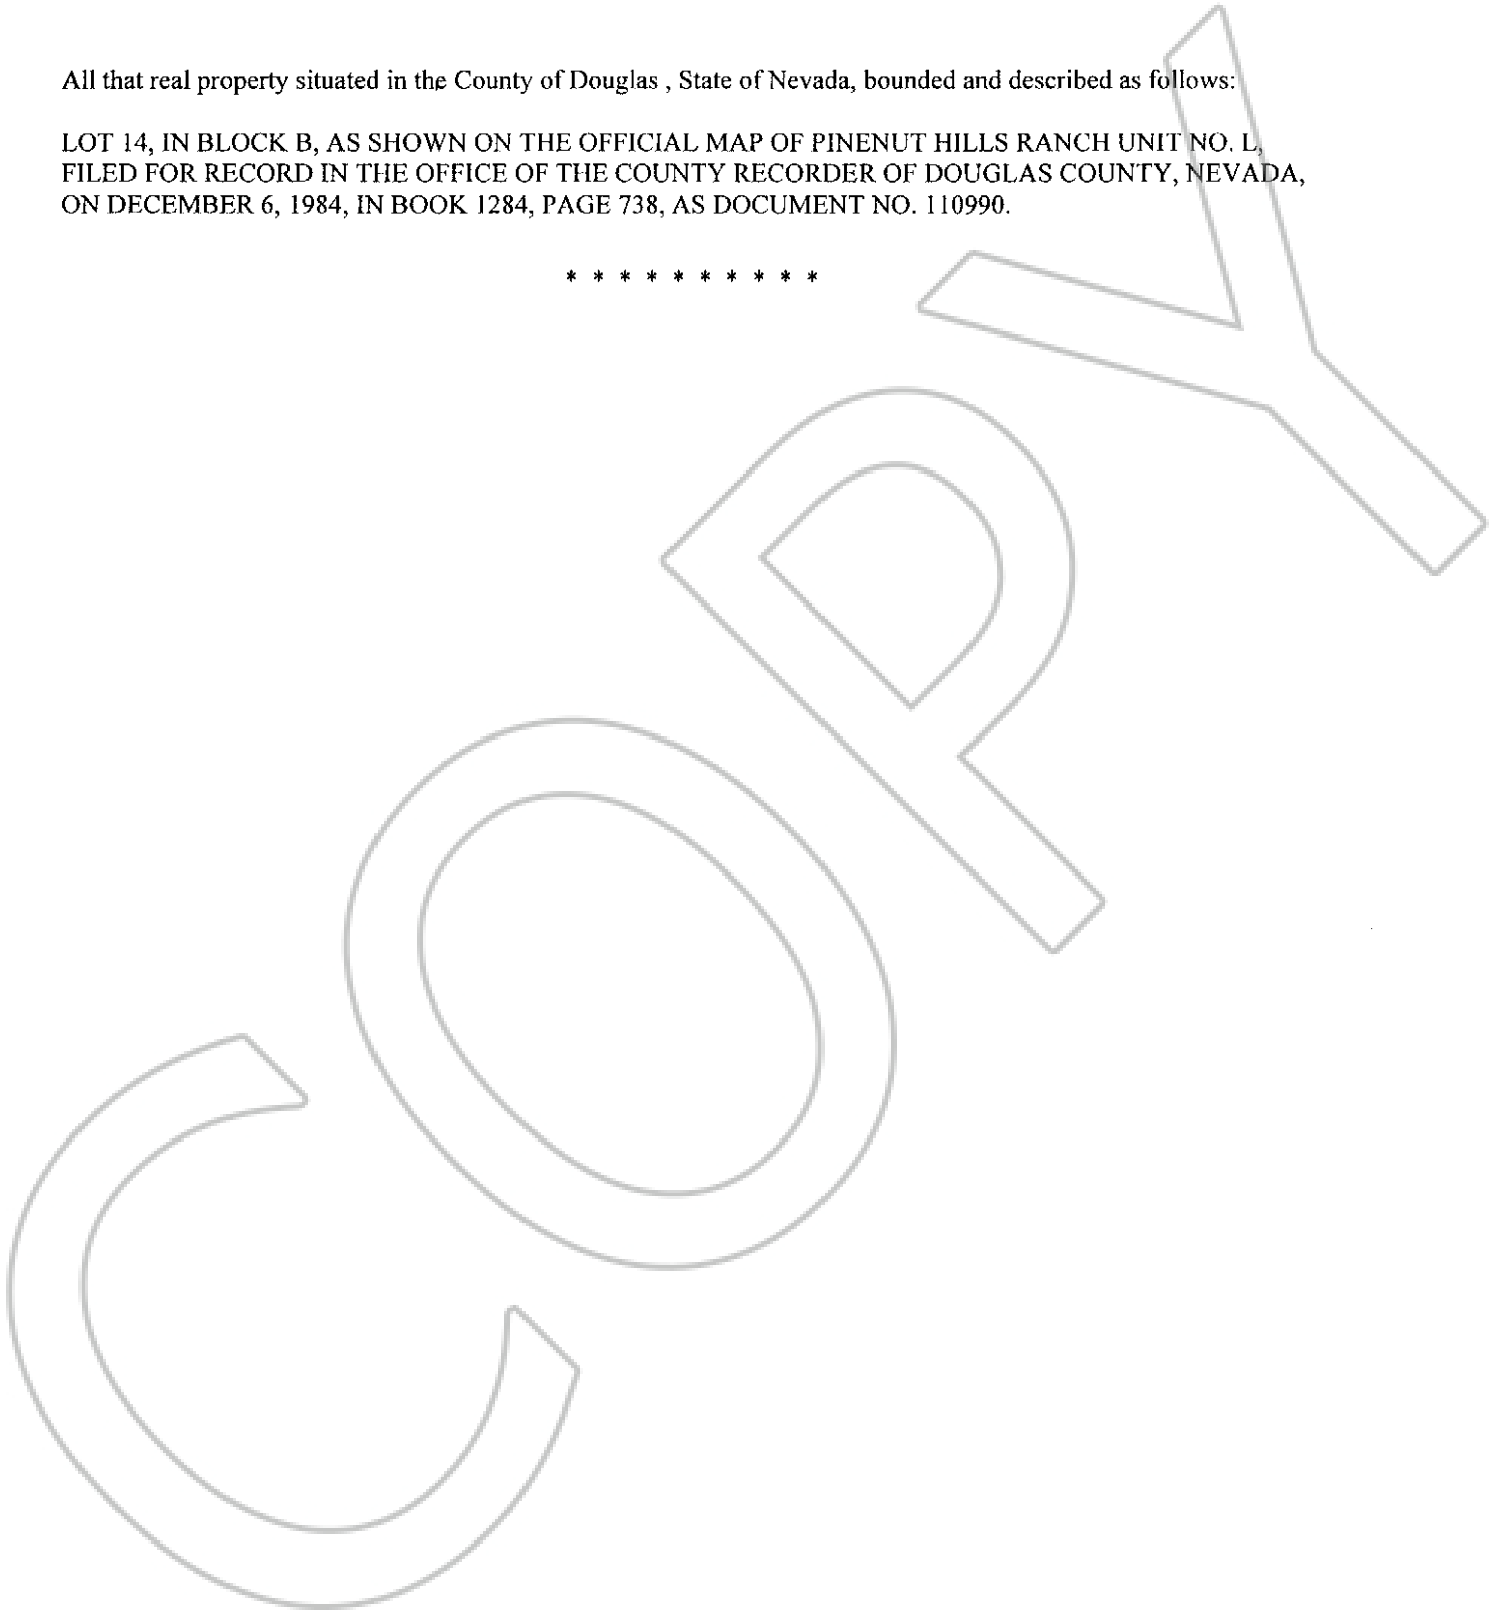 All that real property situated in the County of Douglas , State of Nevada, bounded and described as follows:
LOT 14, IN BLOCK B, AS SHOWN ON THE OFFICIAL MAP OF PINENUT HILLS RANCH UNIT NO. L,
FILED FOR RECORD IN THE OFFICE OF THE COUNTY RECORDER OF DOUGLAS COUNTY, NEVADA,
ON DECEMBER 6, 1984, IN BOOK 1284, PAGE 738, AS DOCUMENT NO. 110990.
* * * * * * * * * *
COPY